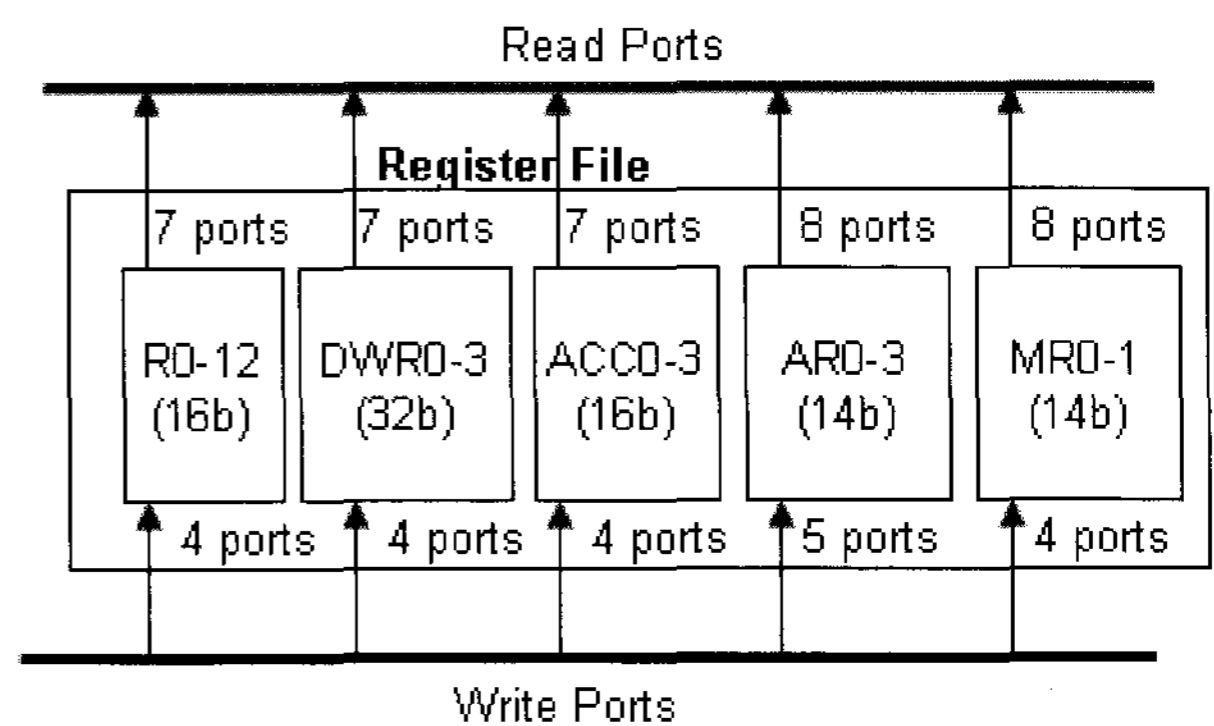 Read Ports
Register File
7 ports 7 ports 7 ports 8 ports 8 ports
R0-12 DWR0-3 ACC0-3 AR0-3 MR0-1
(16b) (32b) (16b) (14b) (14b)
4 ports 4 ports 4 ports 5 ports 4 ports
Write Ports